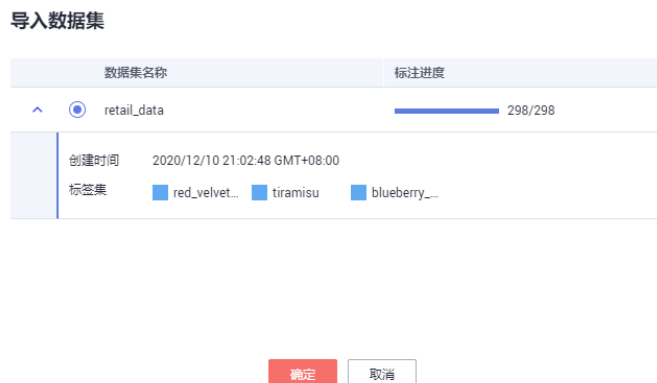 导入数据集
数据集名称 标注进度
retail_data 298/298
创建时间 2020/12/10 21:02:48 GMT+08:00
标签集 red_velvet... tiramisu blueberry_...
确定 取消